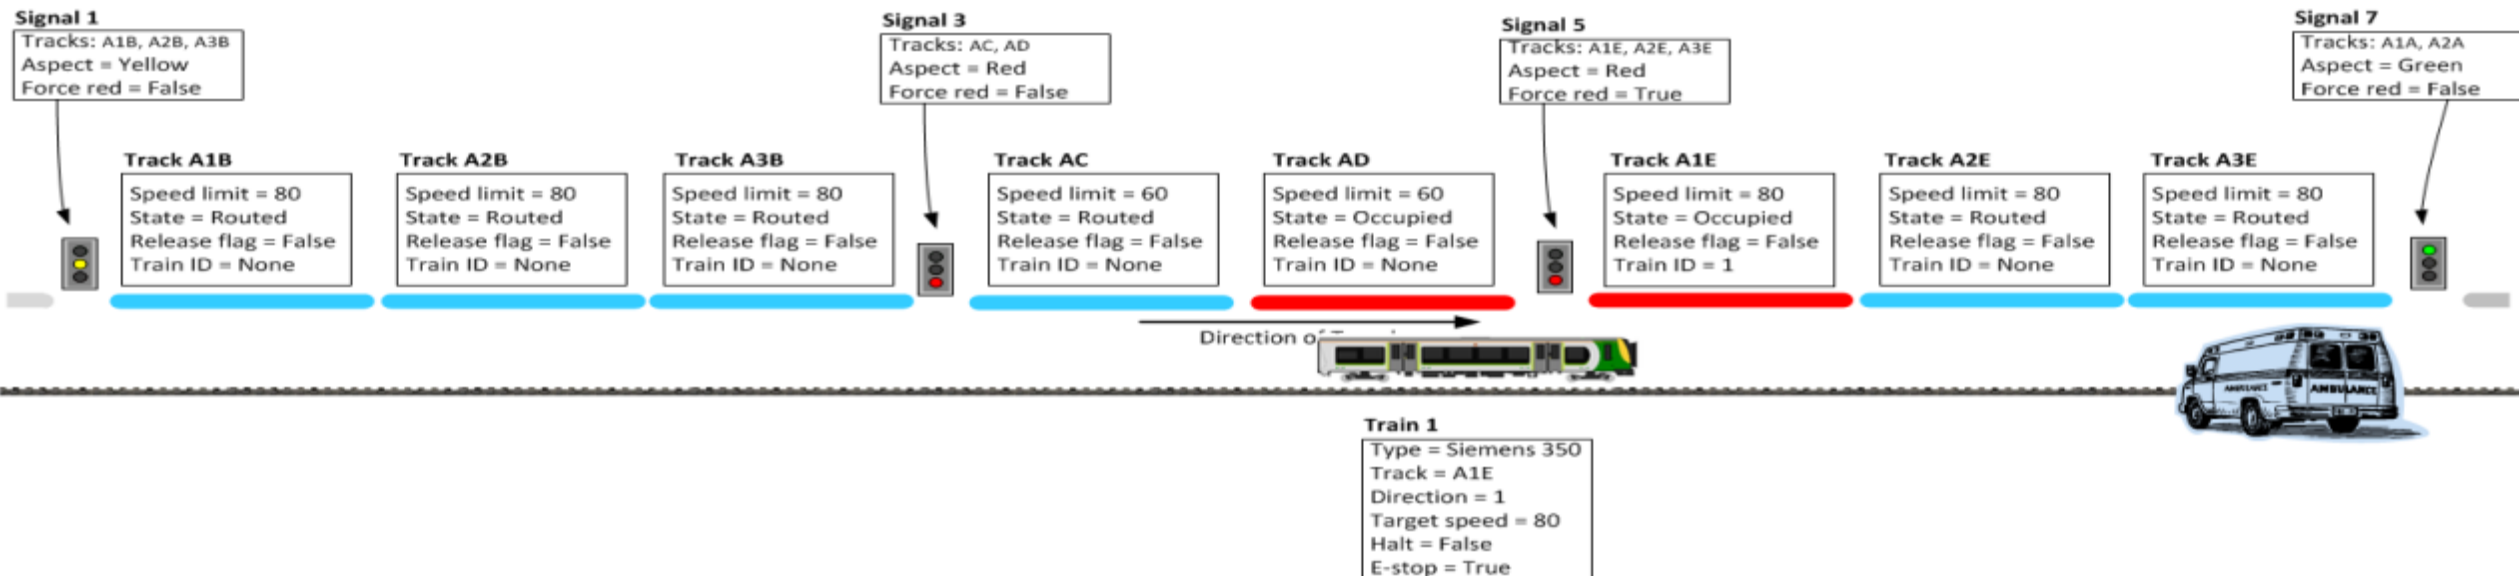 Signal 1
Tracks: A1B, A2B, A3B
Aspect = Yellow
Force red = False
Signal 3
Tracks: AC, AD
Aspect = Red
Force red = False
Signal 5
Tracks: A1E, A2E, A3E
Aspect = Red
Force red = True
Signal 7
Tracks: A1A, A2A
Aspect = Green
Force red = False
Track A1B
Speed limit = 80
State = Routed
Release flag = False
Train ID = None
Track A2B
Speed limit = 80
State = Routed
Release flag = False
Train ID = None
Track A3B
Speed limit = 80
State = Routed
Release flag = False
Train ID = None
Track AC
Speed limit = 60
State = Routed
Release flag = False
Train ID = None
Track AD
Speed limit = 60
State = Occupied
Release flag = False
Train ID = None
Track A1E
Speed limit = 80
State = Occupied
Release flag = False
Train ID = 1
Track A2E
Speed limit = 80
State = Routed
Release flag = False
Train ID = None
Track A3E
Speed limit = 80
State = Routed
Release flag = False
Train ID = None
Direction
AMBULANCE
AMBULANCE
Train 1
Type = Siemens 350
Track = A1E
Direction = 1
Target speed = 80
Halt = False
E-stop = True